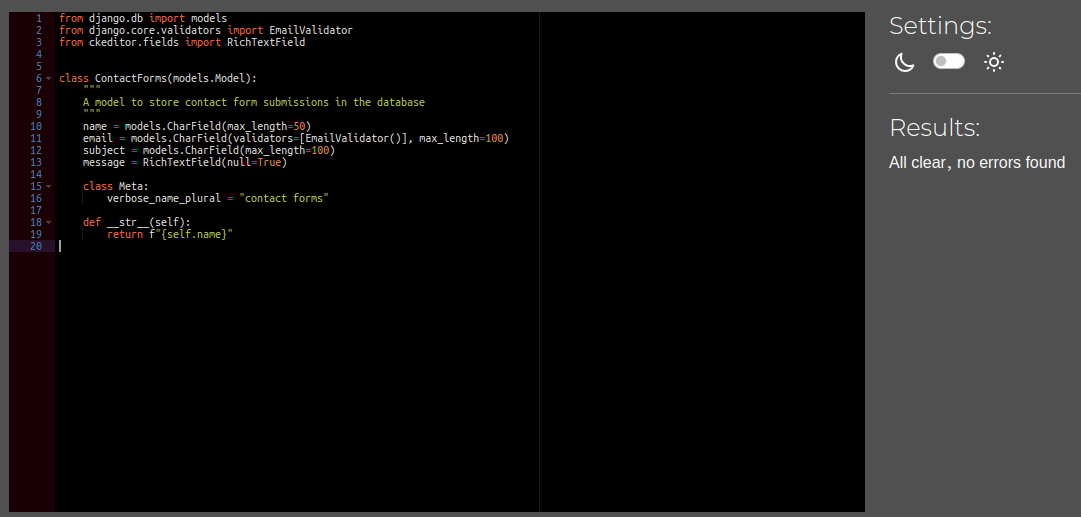 1 from django.db import models
2 from django.core.validators import EmailValidator
3 from ckeditor.fields import RichTextField
4
5
6 class ContactForms(models.Model):
7     """
8     A model to store contact form submissions in the database
9     """
10     name = models.CharField(max_length=50)
11     email = models.CharField(validators=[EmailValidator()], max_length=100)
12     subject = models.CharField(max_length=100)
13     message = RichTextField(null=True)
14
15     class Meta:
16         verbose_name_plural = "contact forms"
17
18     def __str__(self):
19         return f"{self.name}"
20
Settings:
Results:
All clear, no errors found